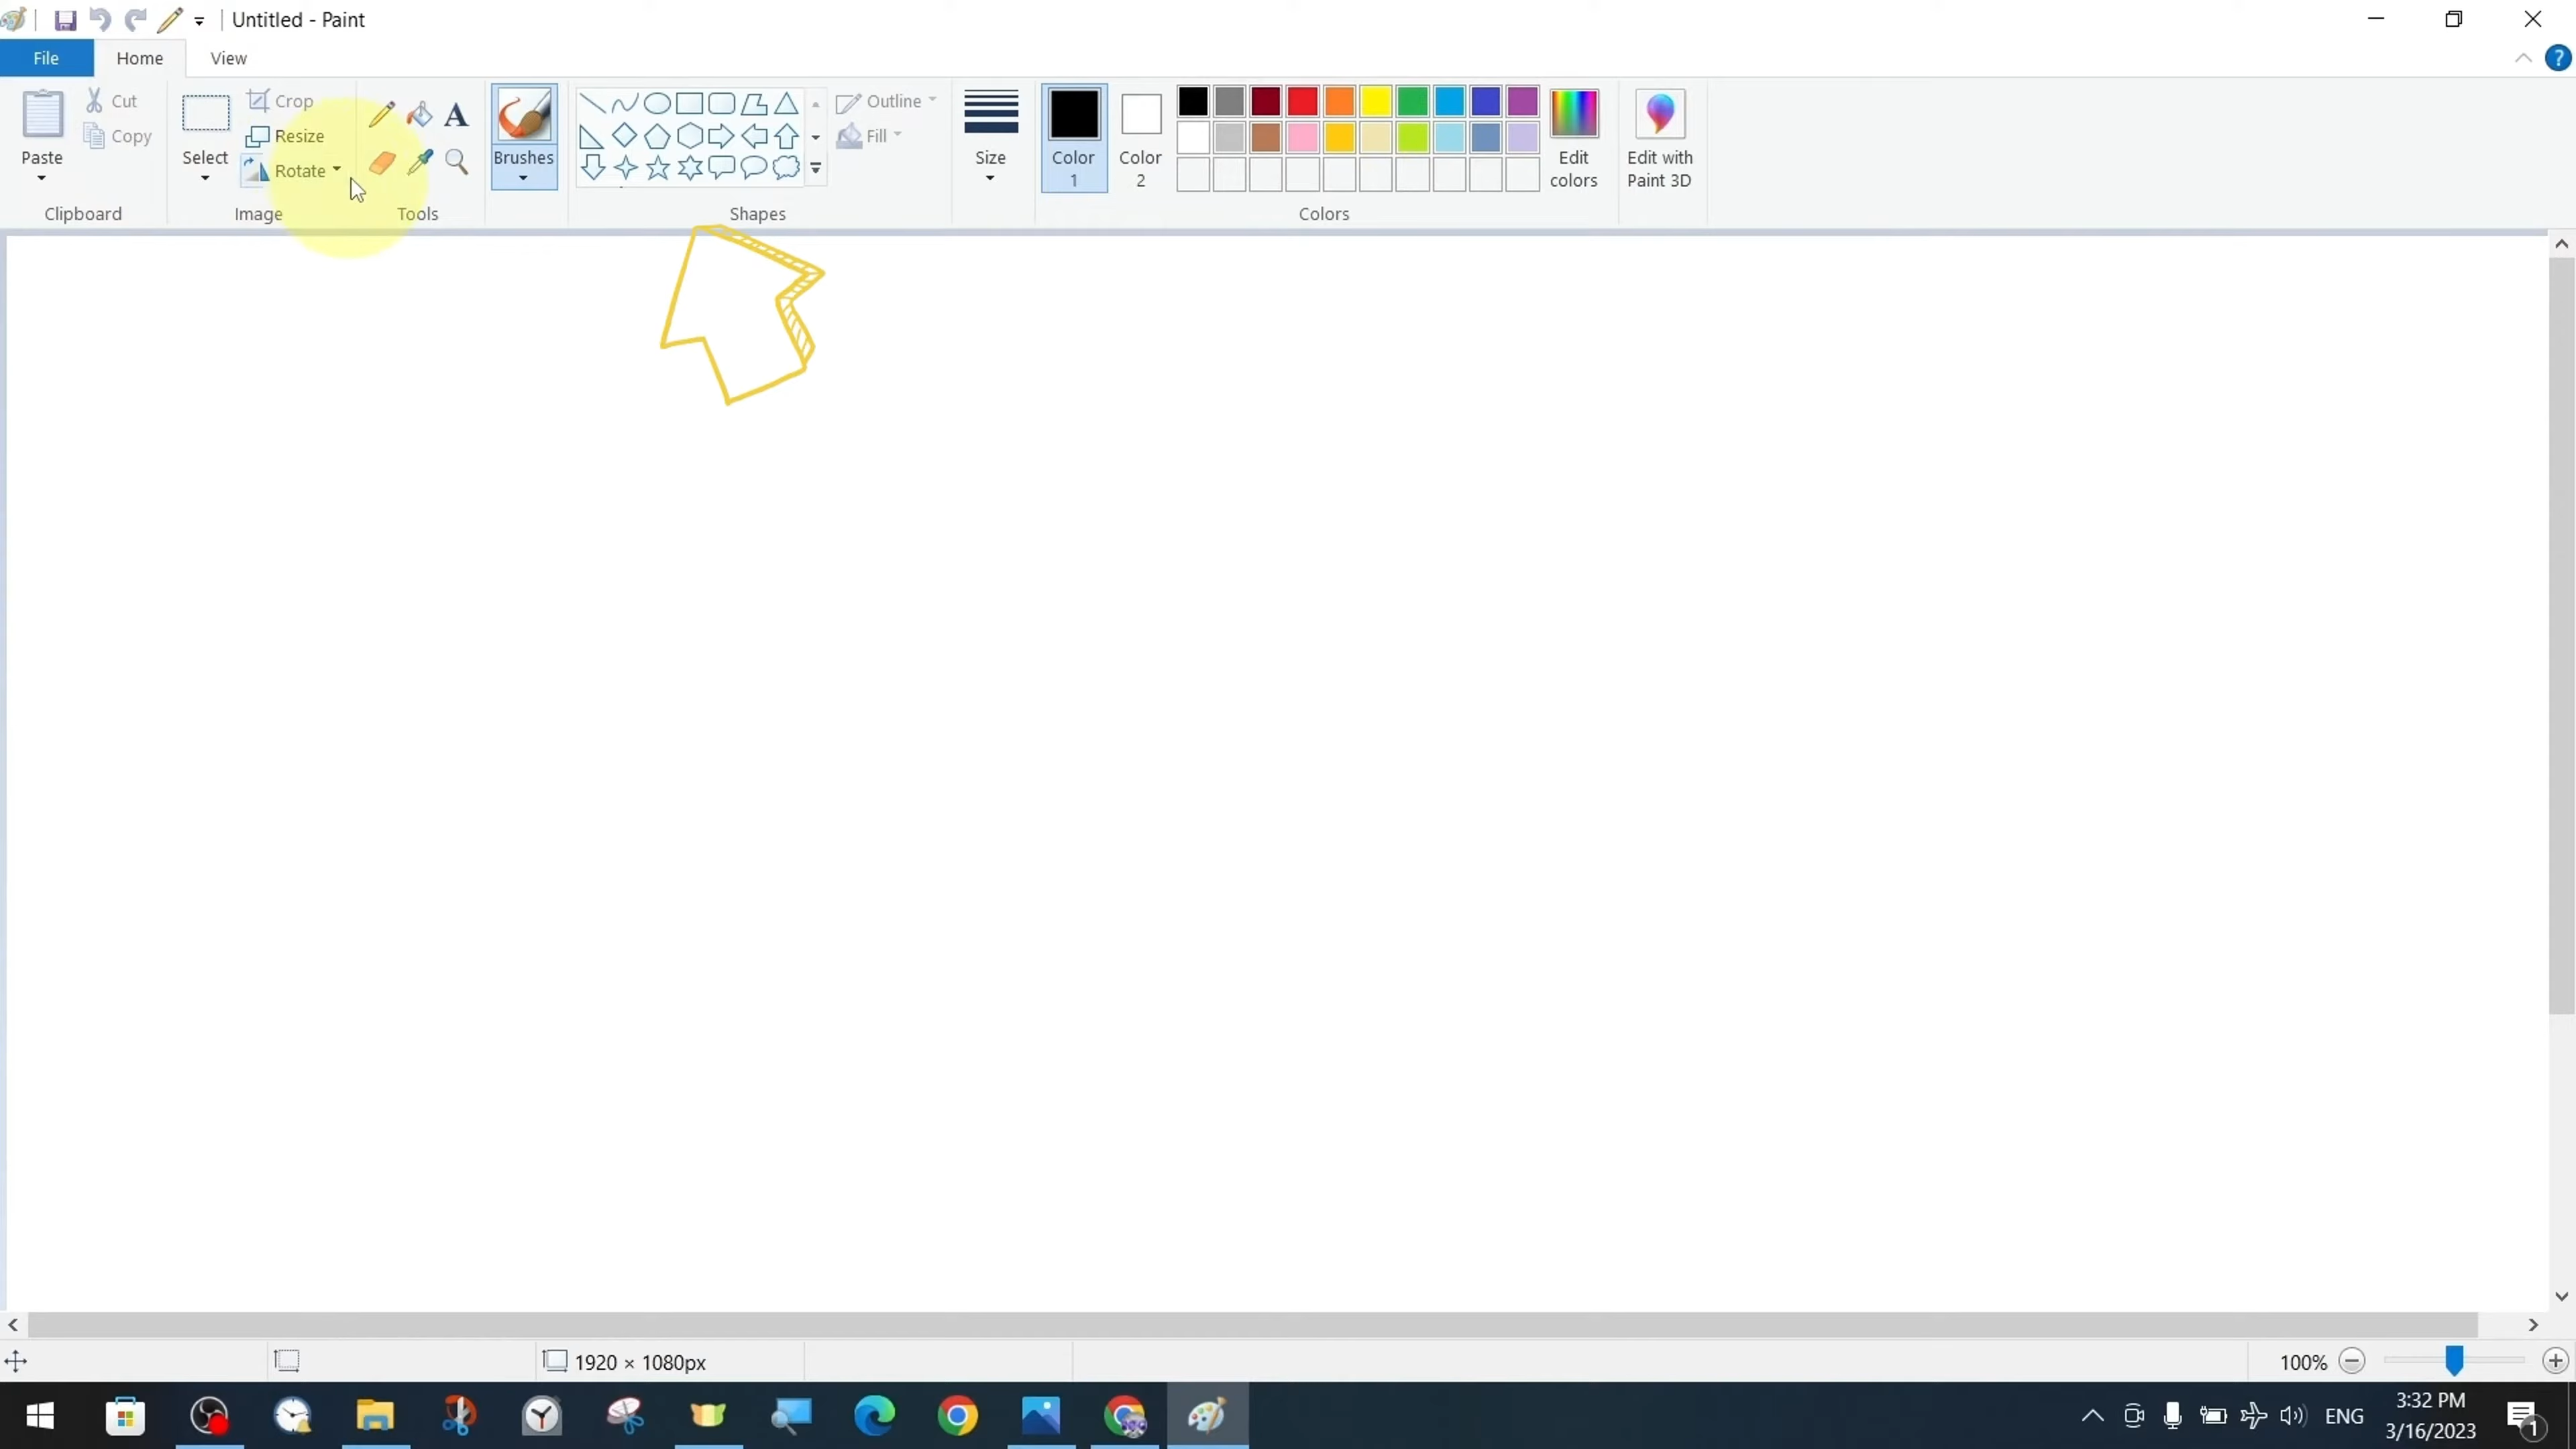 Untitled - Paint
File Home View
Paste
Cut
Copy
Clipboard
Select
Crop
Resize
Rotate
Image
A
Tools
Brushes
Outline
Fill
Shapes
Size
Color 1
Color 2
Edit colors
Colors
Edit with Paint 3D
?
1920 × 1080px
100%
ENG
3:32 PM
3/16/2023
1